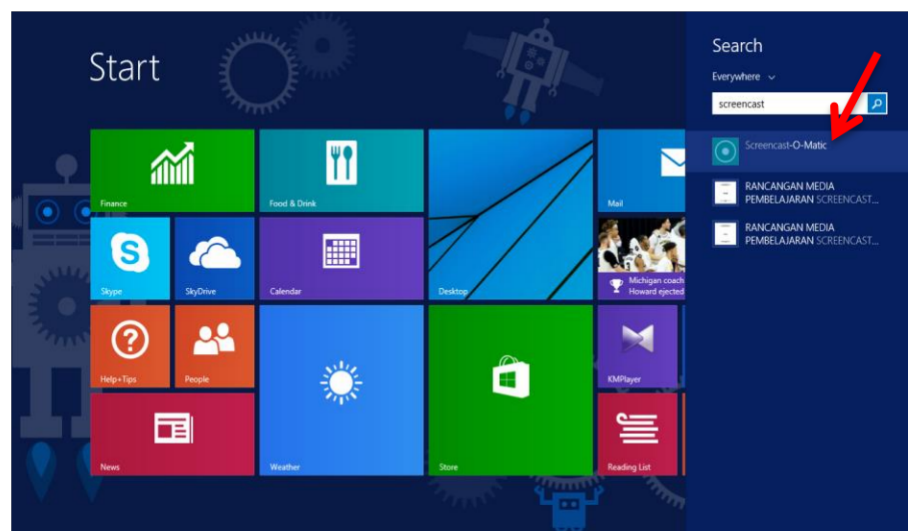 Start
Search
Everywhere
screencast
Screencast-O-Matic
RANCANGAN MEDIA
PEMBELAJARAN SCREENCAST...
RANCANGAN MEDIA
PEMBELAJARAN SCREENCAST...
Finance
Food & Drink
Mail
Skype
SkyDrive
Calendar
Desktop
Michigan coach
Howard ejected
Help+Tips
People
KMPlayer
News
Weather
Store
Reading List